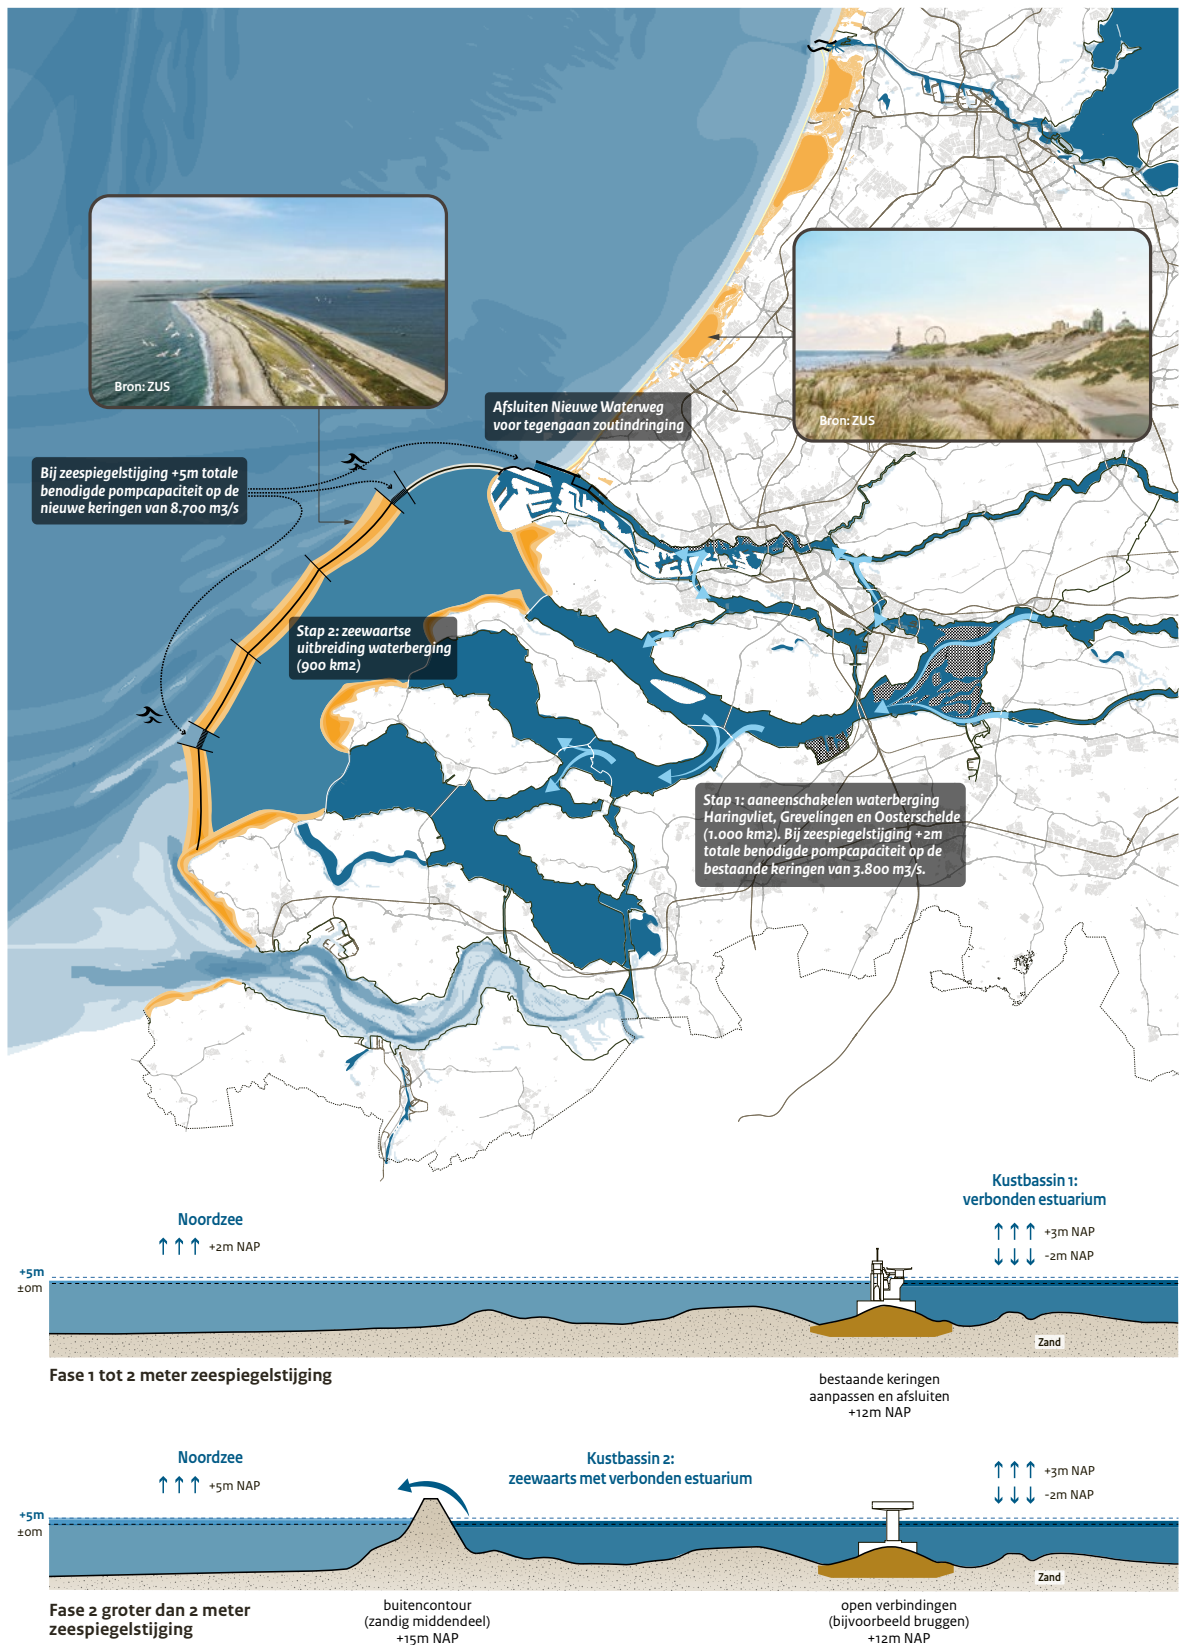 Bron: ZUS
Bron: ZUS
Afsluiten Nieuwe Waterweg
voor tegengaan zoutindringing
Bij zeespiegelstijging +5m totale
benodigde pompcapaciteit op de
nieuwe keringen van 8.700 m3/s
Stap 2: zeewaartse
uitbreiding waterberging
(900 km2)
Stap 1: aaneenschakelen waterberging
Haringvliet, Grevelingen en Oosterschelde
(1.000 km2). Bij zeespiegelstijging +2m
totale benodigde pompcapaciteit op de
bestaande keringen van 3.800 m3/s.
Kustbassin 1:
verbonden estuarium
Noordzee
+2m NAP
+3m NAP
-2m NAP
+5m
±0m
Zand
Fase 1 tot 2 meter zeespiegelstijging
bestaande keringen
aanpassen en afsluiten
+12m NAP
Noordzee
+5m NAP
Kustbassin 2:
zeewaarts met verbonden estuarium
+3m NAP
-2m NAP
+5m
±0m
Zand
Fase 2 groter dan 2 meter
zeespiegelstijging
buitencontour
(zandig middendeel)
+15m NAP
open verbindingen
(bijvoorbeeld bruggen)
+12m NAP